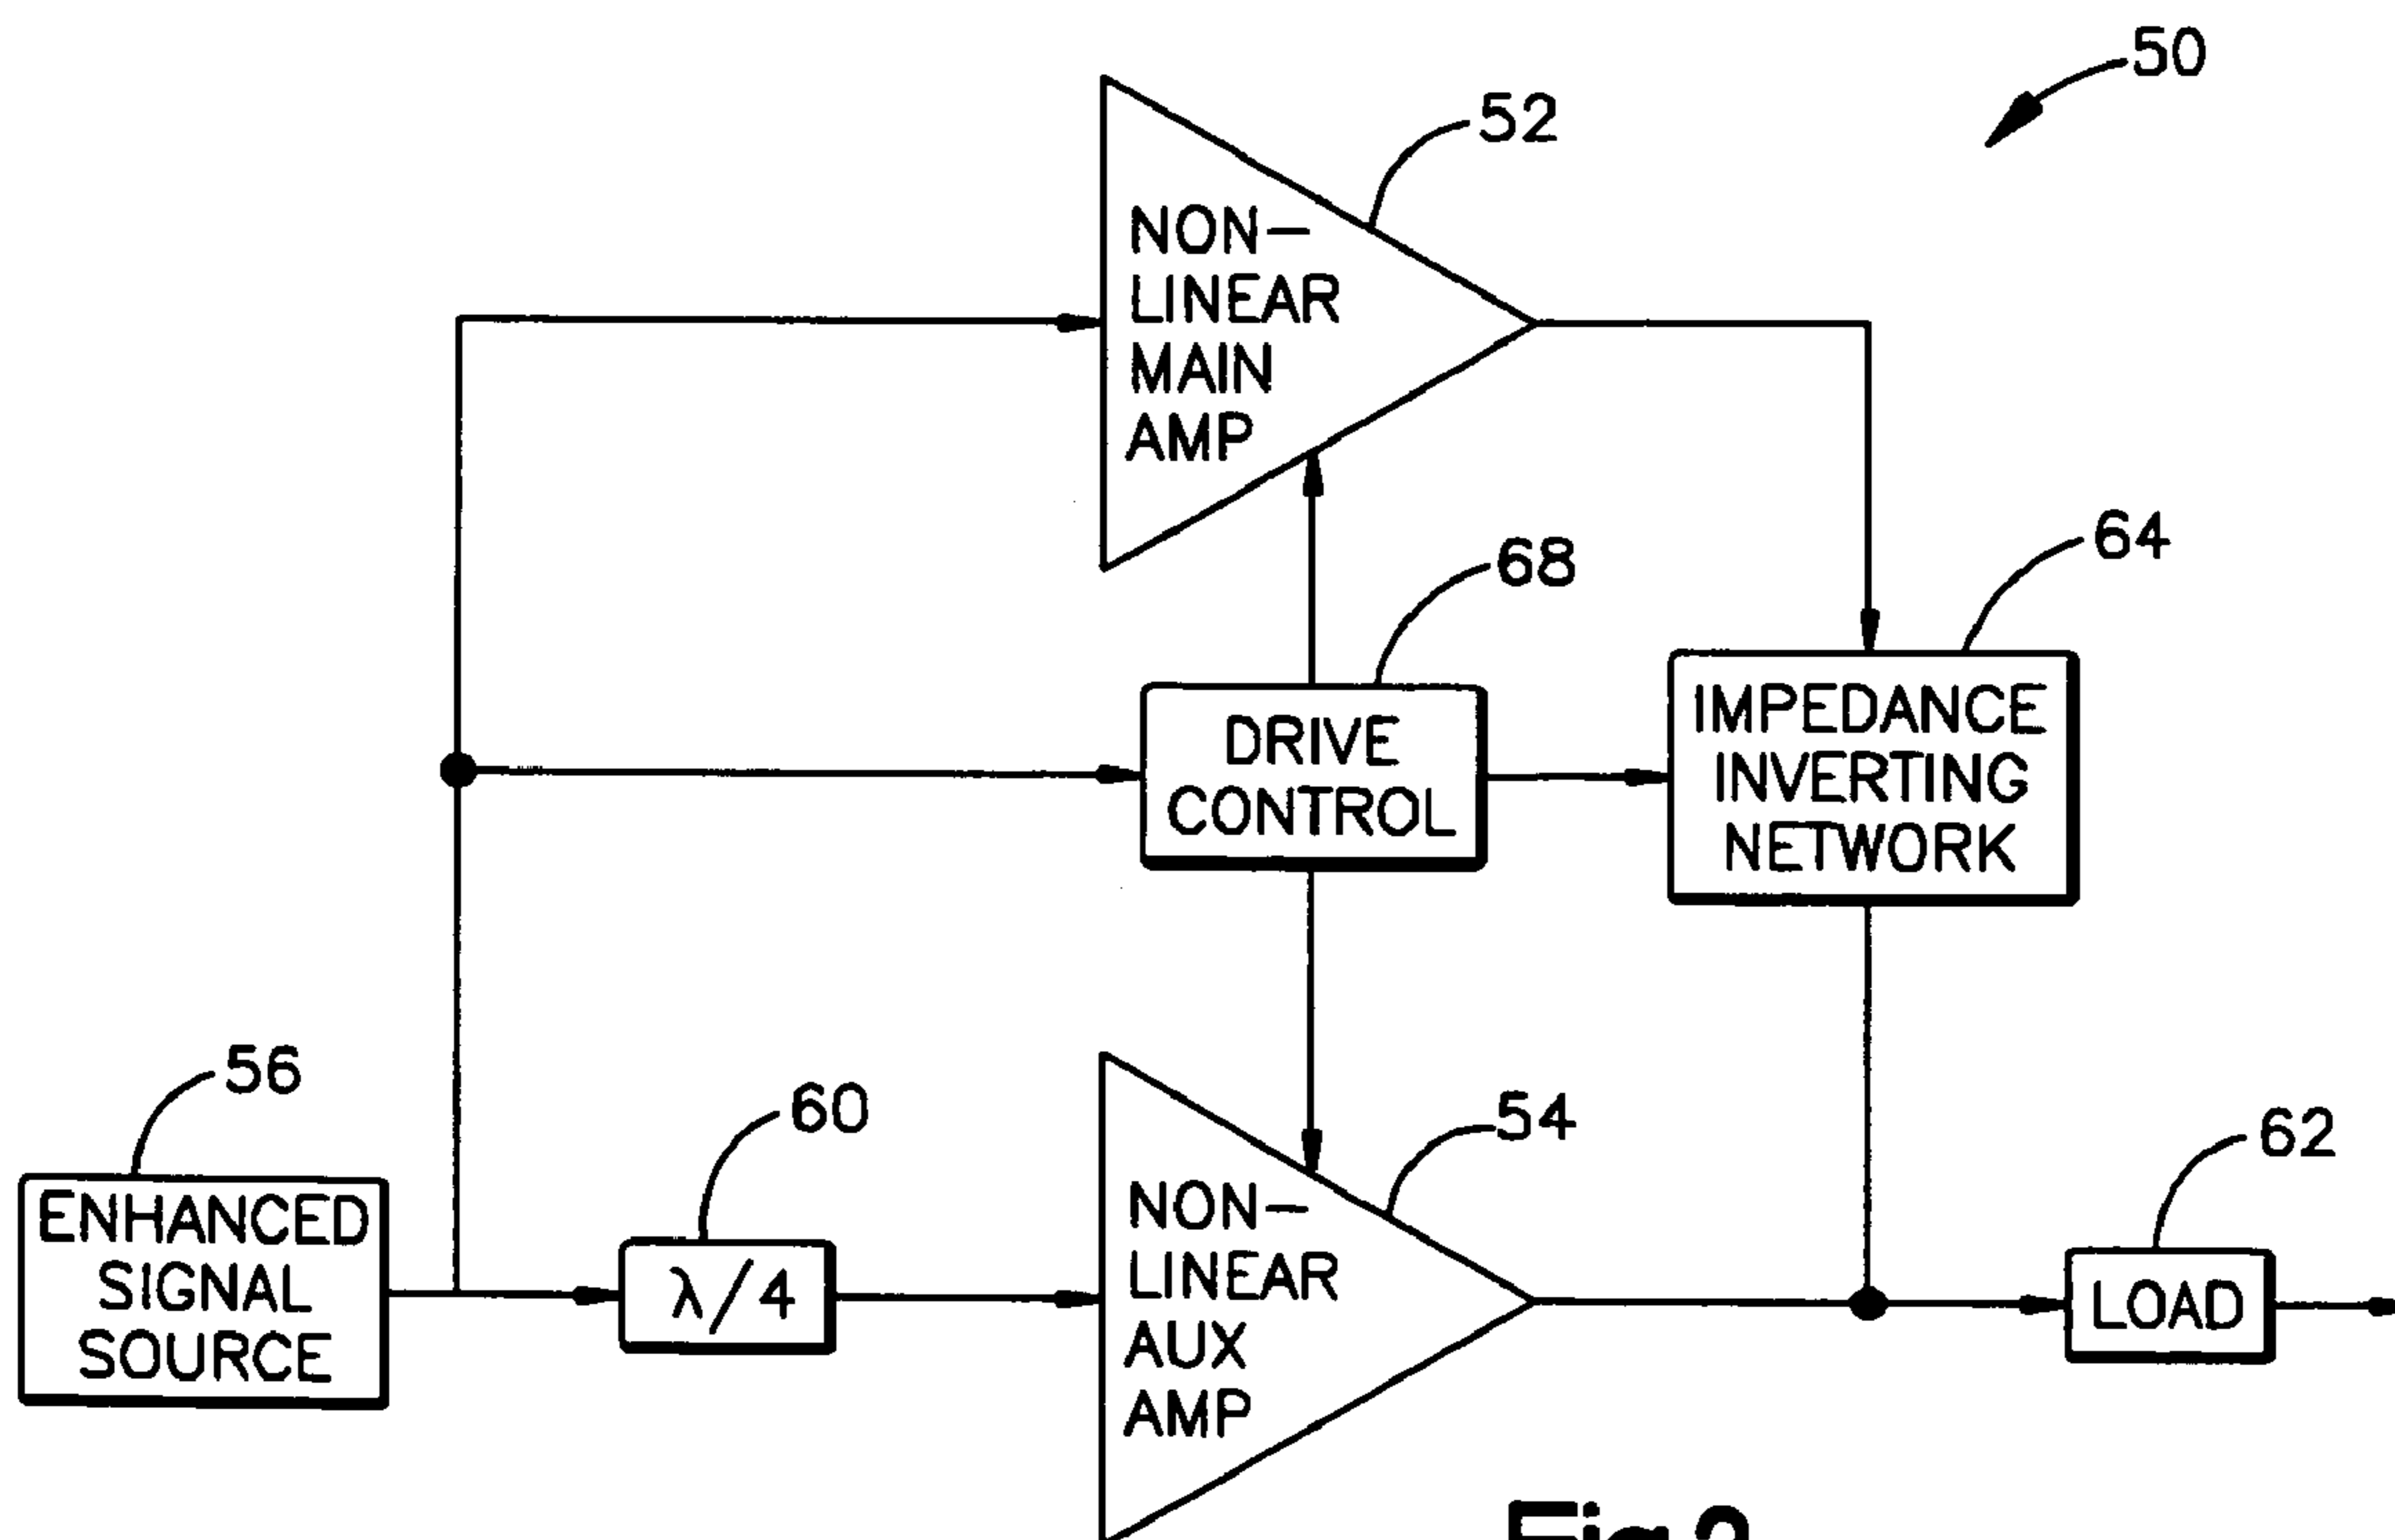 50
52
NON-
LINEAR
MAIN
AMP
68
64
DRIVE
CONTROL
IMPEDANCE
INVERTING
NETWORK
56
60
54
62
ENHANCED
SIGNAL
SOURCE
λ/4
NON-
LINEAR
AUX
AMP
LOAD